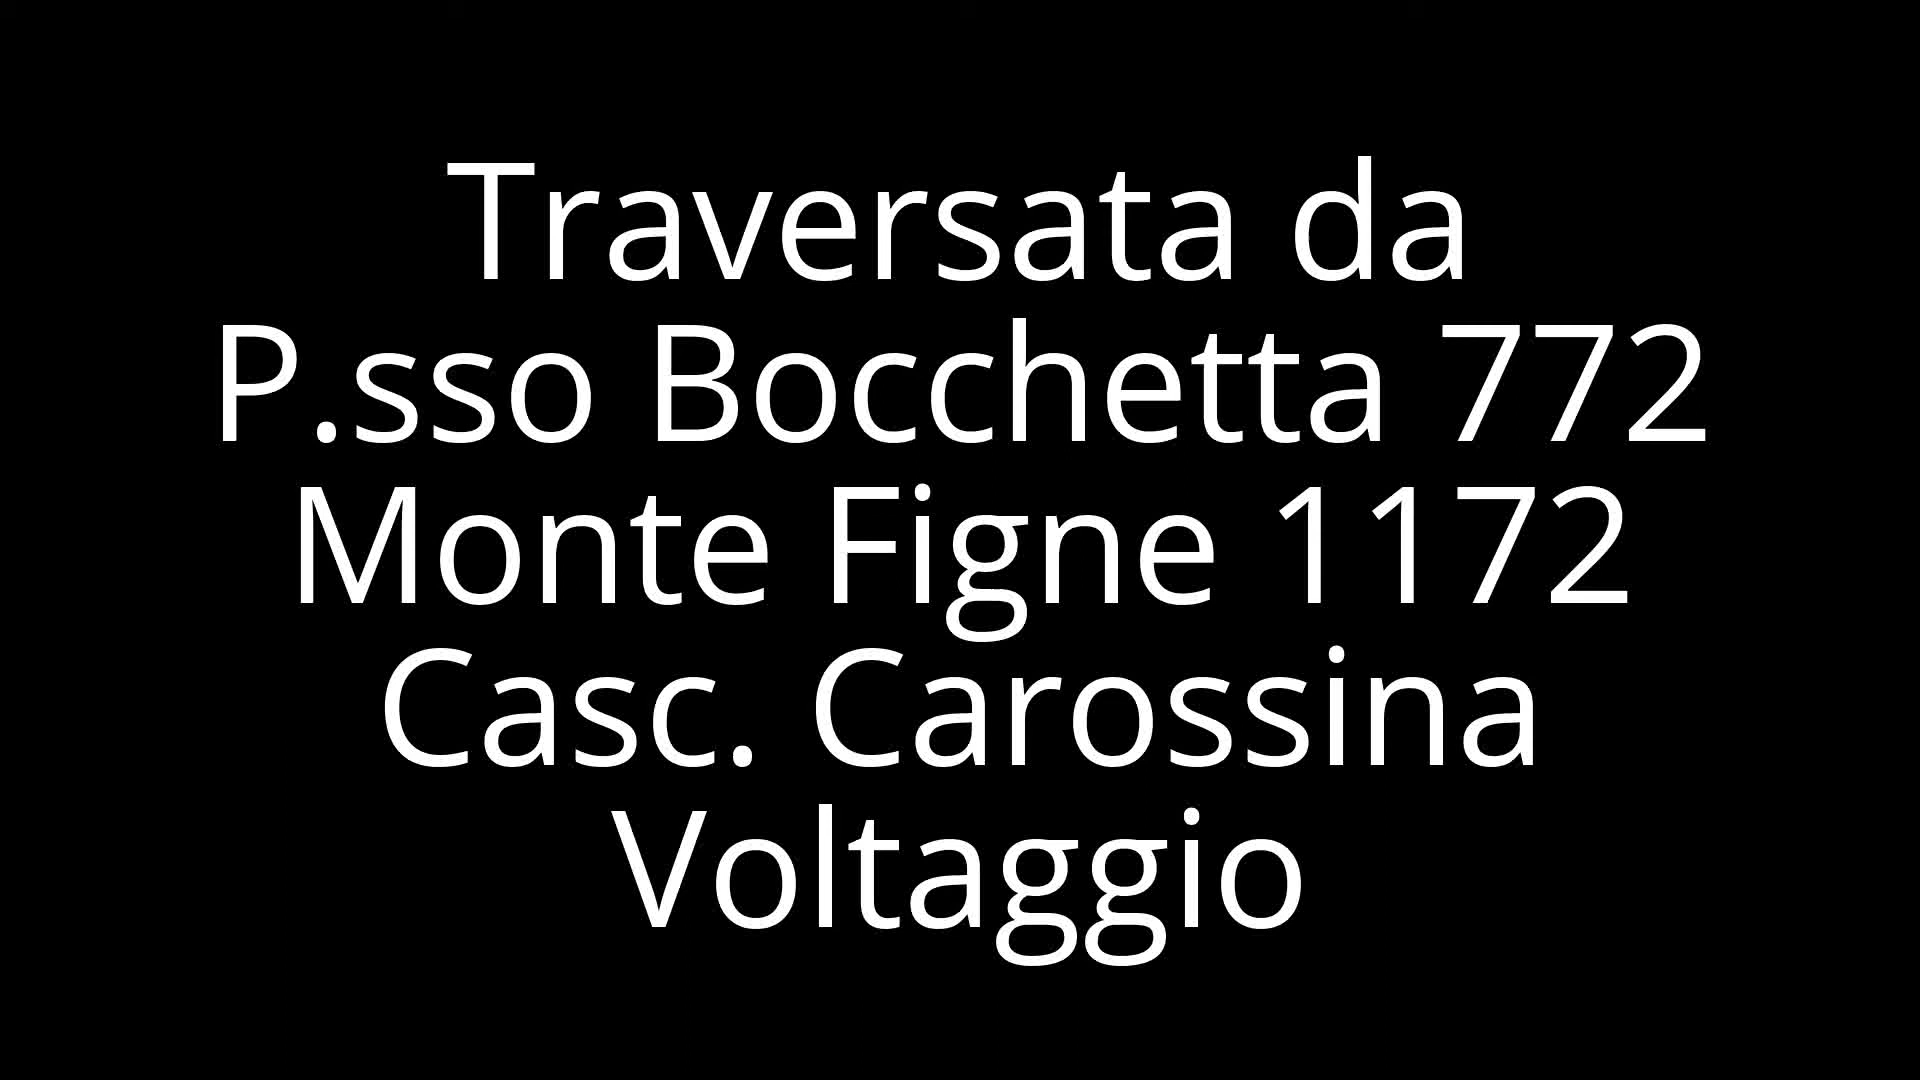 Traversata da
P.sso Bocchetta 772
Monte Figne 1172
Casc. Carossina
Voltaggio